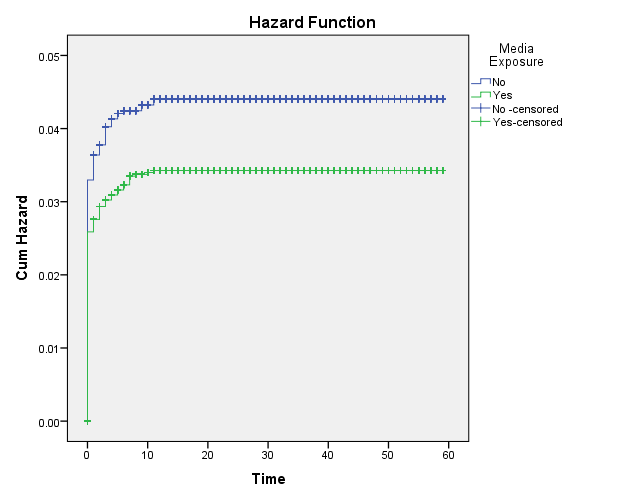 Hazard Function
Media
Exposure
No
Yes
No -censored
Yes-censored
Cum Hazard
0.05
0.04
0.03
0.02
0.01
0.00
0 10 20 30 40 50 60
Time